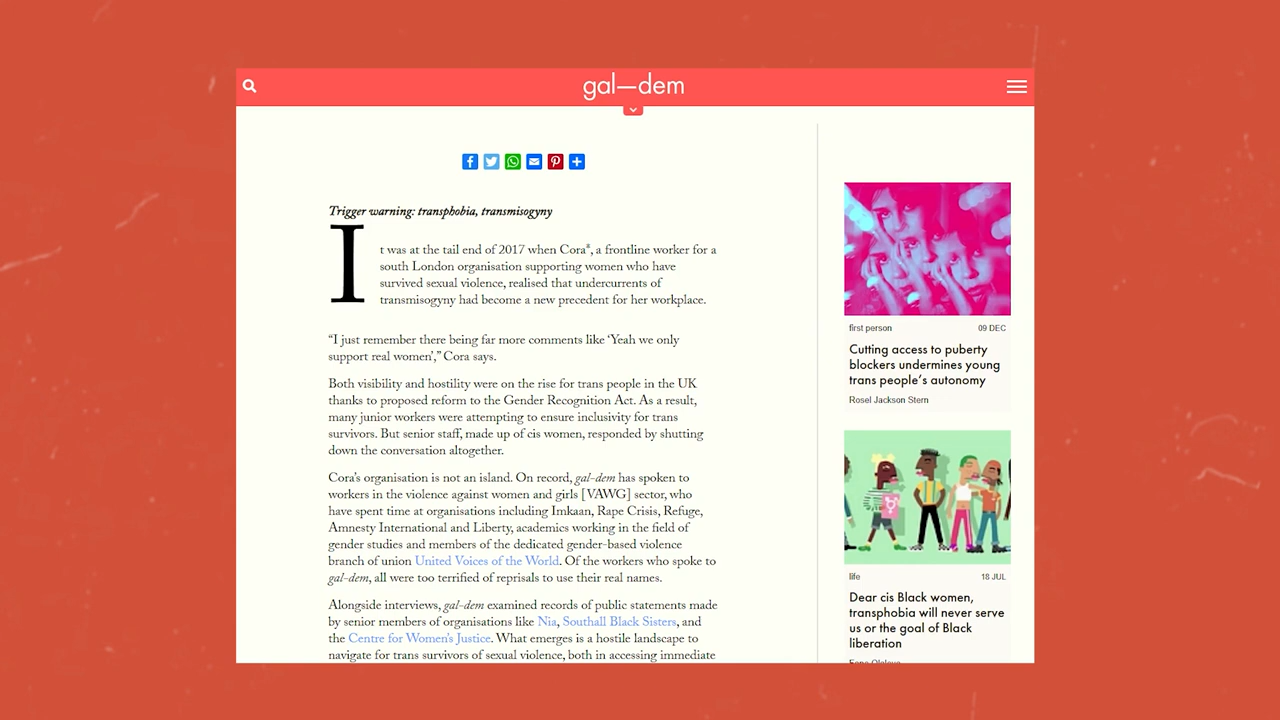 gal—dem
Trigger warning: transphobia, transmisogyny
It was at the tail end of 2017 when Cora*, a frontline worker for a
south London organisation supporting women who have
survived sexual violence, realised that undercurrents of
transmisogyny had become a new precedent for her workplace.
“I just remember there being far more comments like ‘Yeah we only
support real women’,” Cora says.
Both visibility and hostility were on the rise for trans people in the UK
thanks to proposed reform to the Gender Recognition Act. As a result,
many junior workers were attempting to ensure inclusivity for trans
survivors. But senior staff, made up of cis women, responded by shutting
down the conversation altogether.
Cora’s organisation is not an island. On record, gal-dem has spoken to
workers in the violence against women and girls [VAWG] sector, who
have spent time at organisations including Imkaan, Rape Crisis, Refuge,
Amnesty International and Liberty, academics working in the field of
gender studies and members of the dedicated gender-based violence
branch of union United Voices of the World. Of the workers who spoke to
gal-dem, all were too terrified of reprisals to use their real names.
Alongside interviews, gal-dem examined records of public statements made
by senior members of organisations like Nia, Southall Black Sisters, and
the Centre for Women’s Justice. What emerges is a hostile landscape to
navigate for trans survivors of sexual violence, both in accessing immediate
first person 09 DEC
Cutting access to puberty
blockers undermines young
trans people’s autonomy
Rosel Jackson Stern
life 18 JUL
Dear cis Black women,
transphobia will never serve
us or the goal of Black
liberation